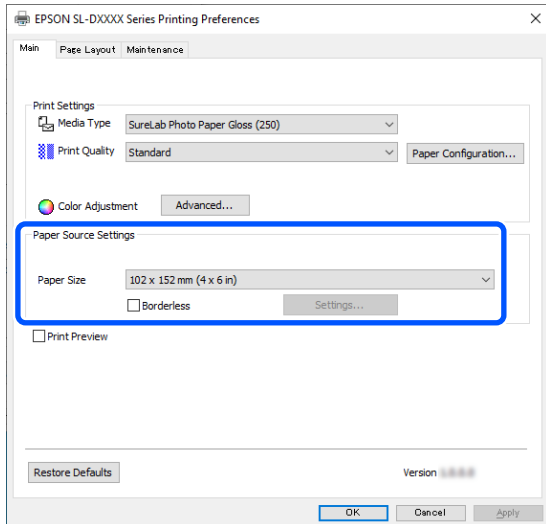 EPSON SL-DXXXX Series Printing Preferences
Main Page Layout Maintenance
Print Settings
Media Type SureLab Photo Paper Gloss (250)
Print Quality Standard Paper Configuration...
Color Adjustment Advanced...
Paper Source Settings
Paper Size 102 x 152 mm (4 x 6 in)
Borderless Settings...
Print Preview
Restore Defaults Version
OK Cancel Apply